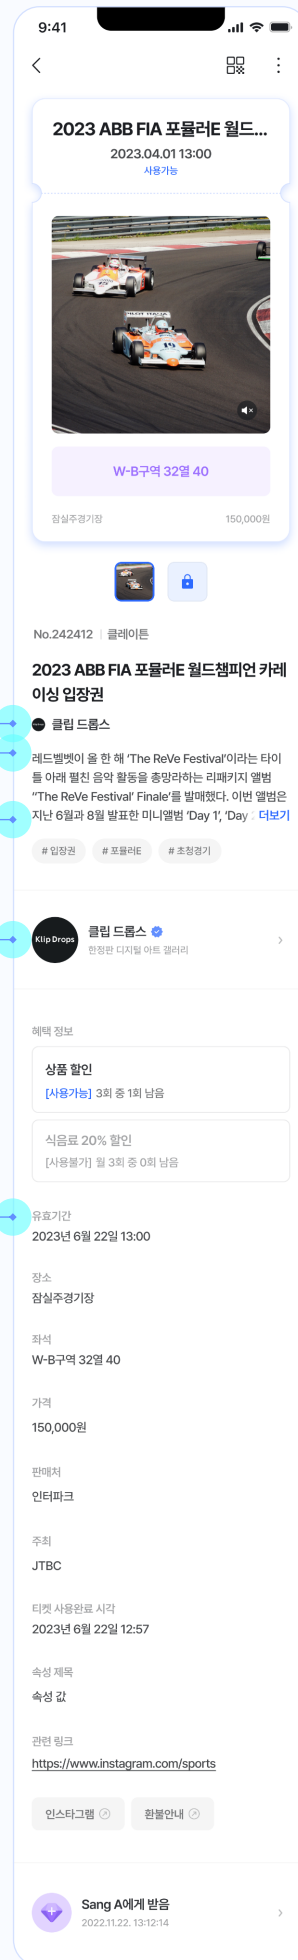 9:41
2023 ABB FIA 포뮬러E 월드...
2023.04.01 13:00
사용가능
PILOT ITALIA
W-B구역 32열 40
잠실주경기장 150,000원
No.242412 | 클레이튼
2023 ABB FIA 포뮬러E 월드챔피언 카레
이싱 입장권
클립 드롭스
레드벨벳이 올 한 해 ‘The ReVe Festival’이라는 타이
틀 아래 펼친 음악 활동을 총망라하는 리패키지 앨범
‘‘The ReVe Festival’ Finale’를 발매했다. 이번 앨범은
지난 6월과 8월 발표한 미니앨범 ‘Day 1’, ‘Day : 더보기
# 입장권 # 포뮬러E # 초청경기
Klip Drops
클립 드롭스
한정판 디지털 아트 갤러리
혜택 정보
상품 할인
[사용가능] 3회 중 1회 남음
식음료 20% 할인
[사용불가] 월 3회 중 0회 남음
유효기간
2023년 6월 22일 13:00
장소
잠실주경기장
좌석
W-B구역 32열 40
가격
150,000원
판매처
인터파크
주최
JTBC
티켓 사용완료 시각
2023년 6월 22일 12:57
속성 제목
속성 값
관련 링크
https://www.instagram.com/sports
인스타그램 환불안내
Sang A에게 받음
2022.11.22. 13:12:14